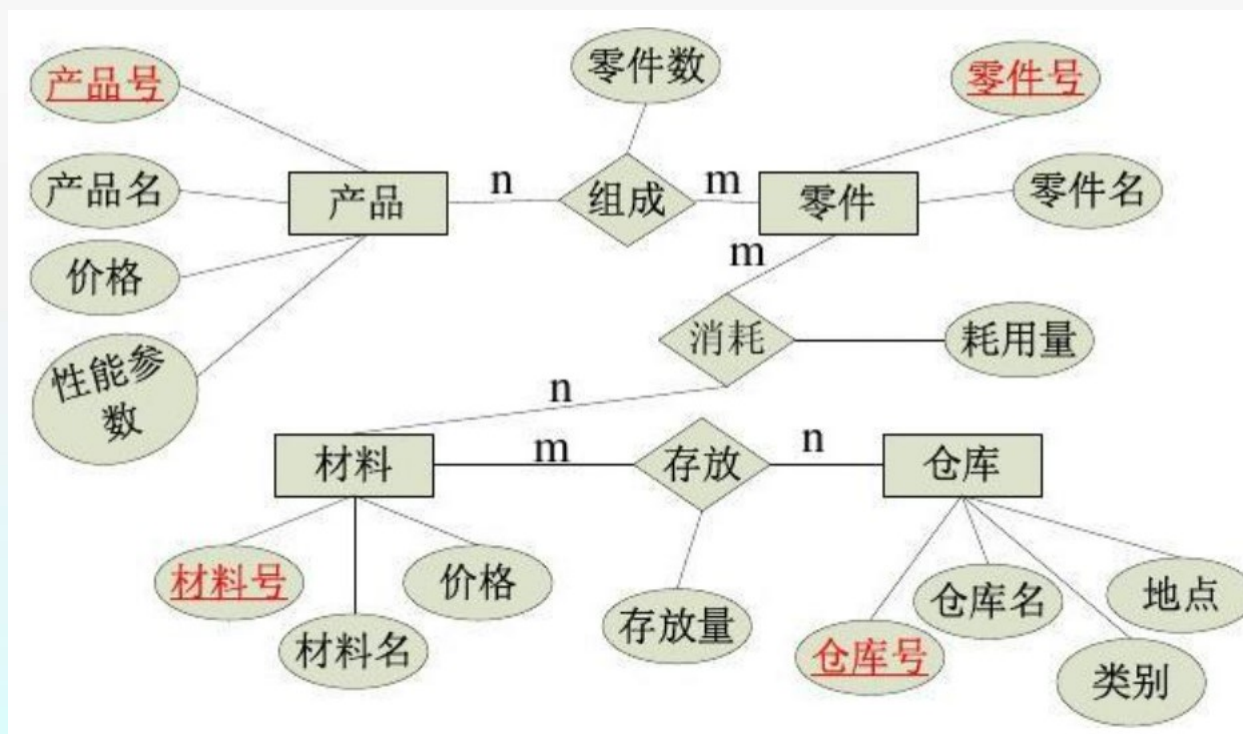 零件数
产品号
零件号
产品名
产品
n
组成
m
零件
零件名
价格
m
性能参
数
消耗
耗用量
n
材料
m
存放
n
仓库
材料号
价格
仓库名
地点
材料名
存放量
仓库号
类别